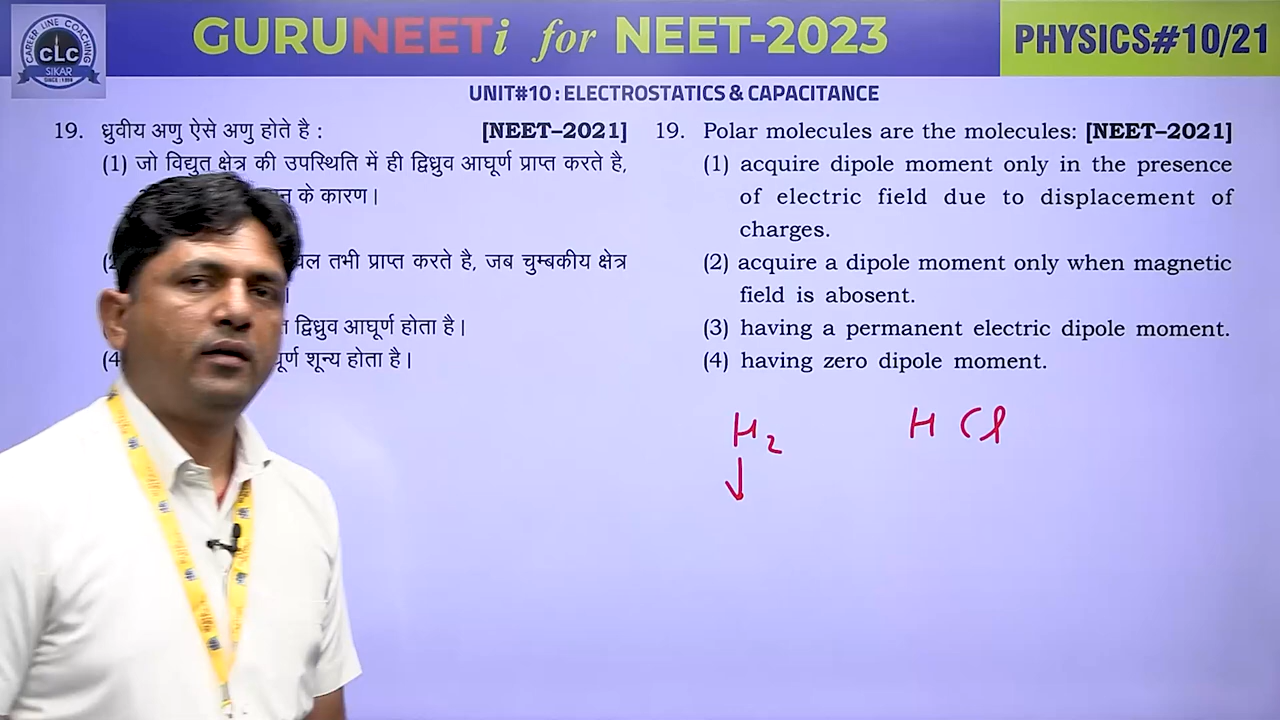 GURUNEETi for NEET-2023
PHYSICS#10/21
CAREER LINE COACHING
CLC
SIKAR
SINCE : 1996
UNIT#10 : ELECTROSTATICS & CAPACITANCE
19. ध्रुवीय अणु ऐसे अणु होते है : [NEET–2021]
(1) जो विद्युत क्षेत्र की उपस्थिति में ही द्विध्रुव आघूर्ण प्राप्त करते है,
के कारण।
तभी प्राप्त करते है, जब चुम्बकीय क्षेत्र
द्विध्रुव आघूर्ण होता है।
(4 शून्य होता है।
19. Polar molecules are the molecules: [NEET–2021]
(1) acquire dipole moment only in the presence
of electric field due to displacement of
charges.
(2) acquire a dipole moment only when magnetic
field is abosent.
(3) having a permanent electric dipole moment.
(4) having zero dipole moment.
H2 HCl